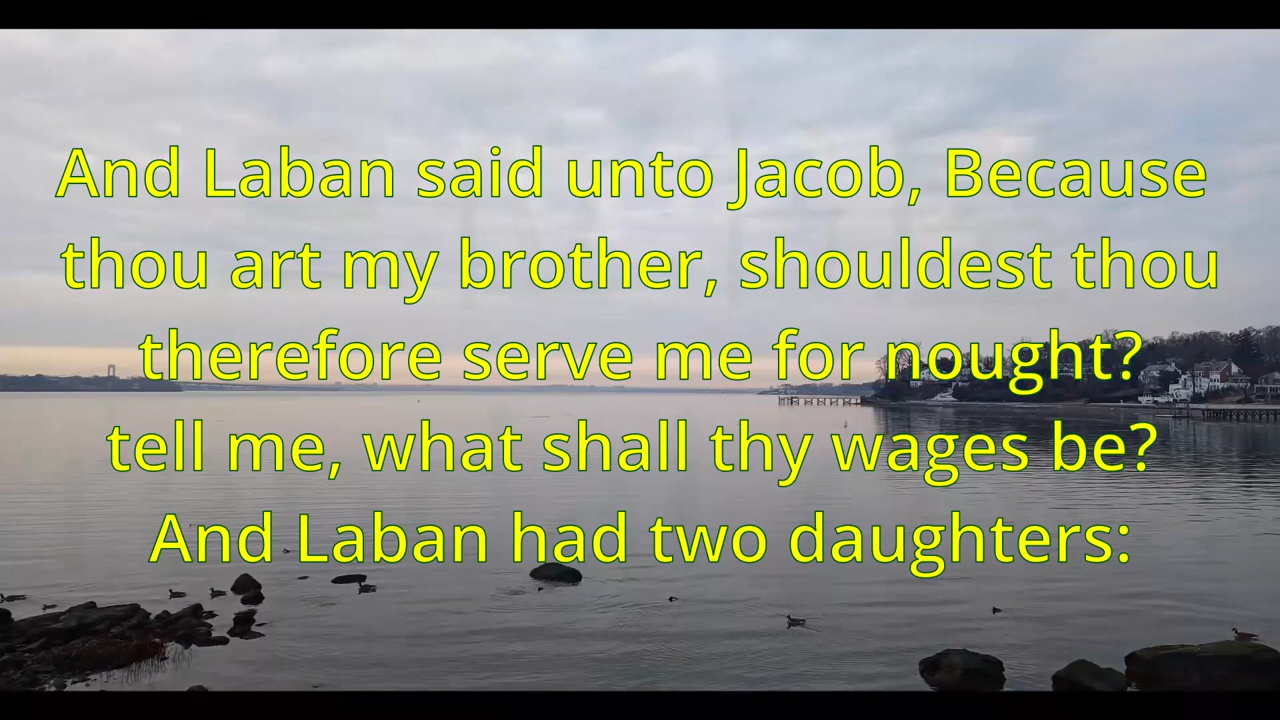 And Laban said unto Jacob, Because
thou art my brother, shouldest thou
therefore serve me for nought?
tell me, what shall thy wages be?
And Laban had two daughters: